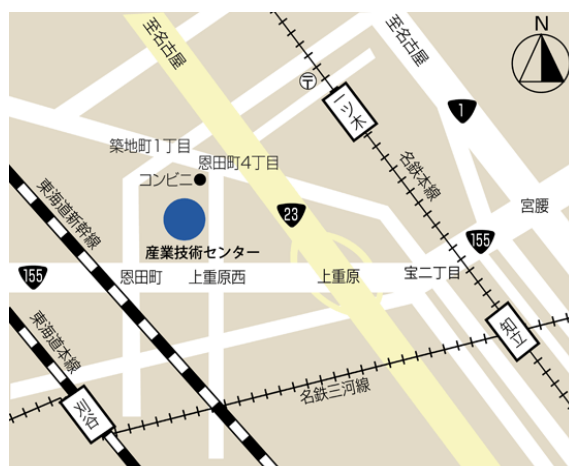 N
至名古屋
至名古屋
〒
一ツ木
1
築地町1丁目
恩田町4丁目
コンビニ
名鉄本線
東海道新幹線
23
宮腰
155
産業技術センター
155
恩田町
上重原西
上重原
宝二丁目
東海道本線
知立
名鉄三河線
刈谷